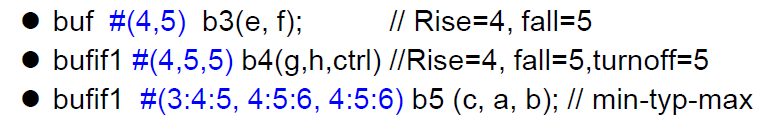 ● buf #(4,5) b3(e, f); // Rise=4, fall=5
● bufif1 #(4,5,5) b4(g,h,ctrl) //Rise=4, fall=5,turnoff=5
● bufif1 #(3:4:5, 4:5:6, 4:5:6) b5 (c, a, b); // min-typ-max